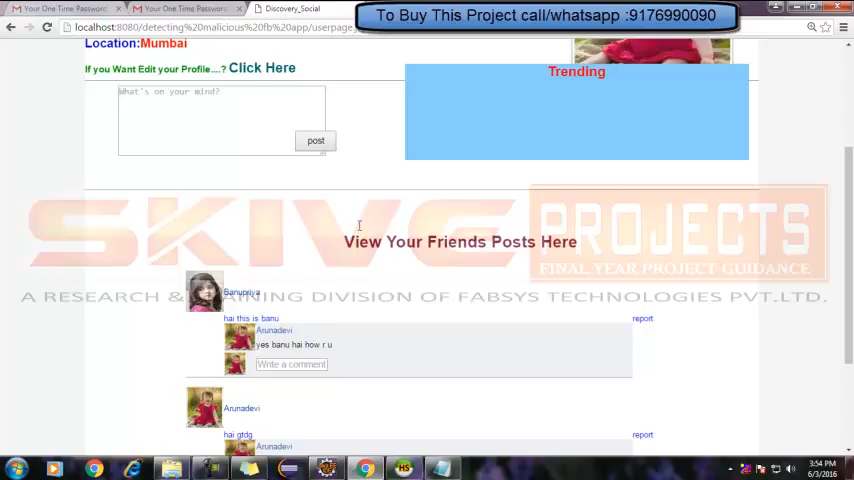 Your One Time Password
Your One Time Password
Discovery_Social
To Buy This Project call/whatsapp :9176990090
localhost:8080/detecting%20malicious%20fb%20app/userpage
Location:Mumbai
If you Want Edit your Profile....? Click Here
Trending
What's on your mind?
post
SKIVE PROJECTS
FINAL YEAR PROJECT GUIDANCE
View Your Friends Posts Here
A RESEARCH & TRAINING DIVISION OF FABSYS TECHNOLOGIES PVT.LTD.
Banupriya
hai this is banu
report
Arunadevi
yes banu hai how r u
Write a comment
Arunadevi
hai gtdg
report
Arunadevi
HS
3:54 PM
6/3/2016